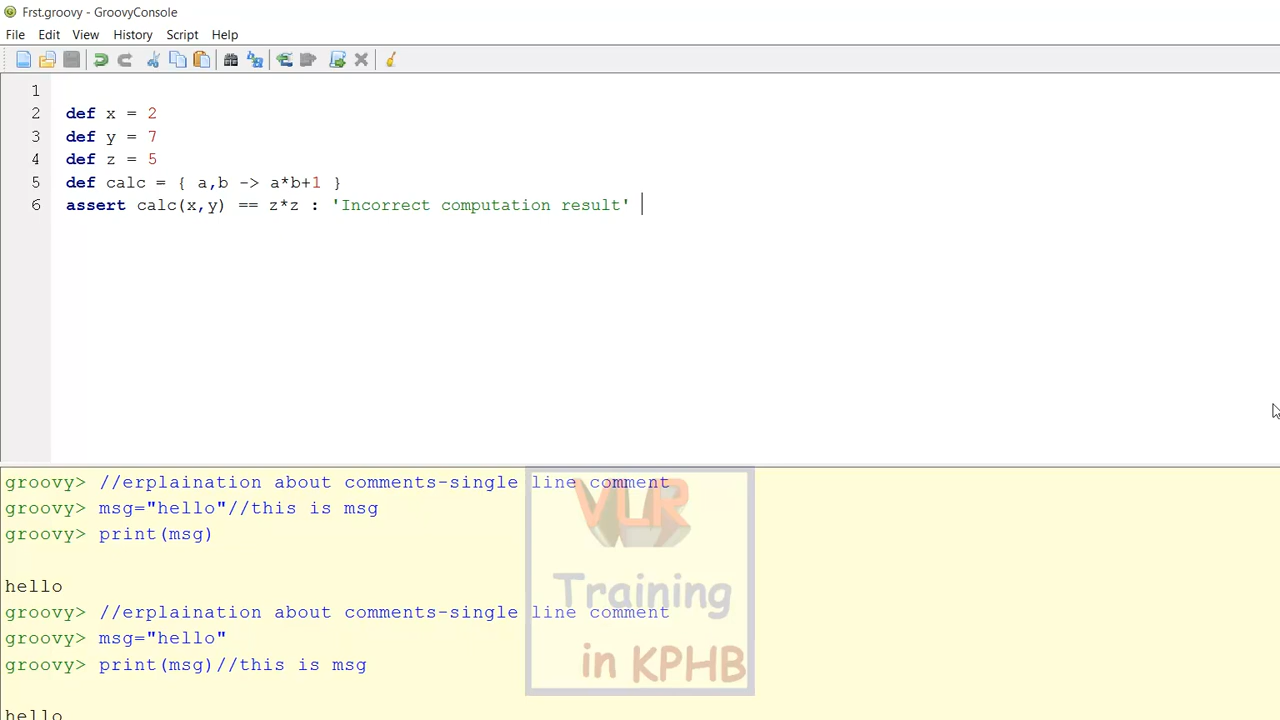 Frst.groovy - GroovyConsole
File Edit View History Script Help
1
2 def x = 2
3 def y = 7
4 def z = 5
5 def calc = { a,b -> a*b+1 }
6 assert calc(x,y) == z*z : 'Incorrect computation result'
groovy> //erplaination about comments-single line comment
groovy> msg="hello"//this is msg
groovy> print(msg)
hello
groovy> //erplaination about comments-single line comment
groovy> msg="hello"
groovy> print(msg)//this is msg
hello
VLR
Training
in KPHB